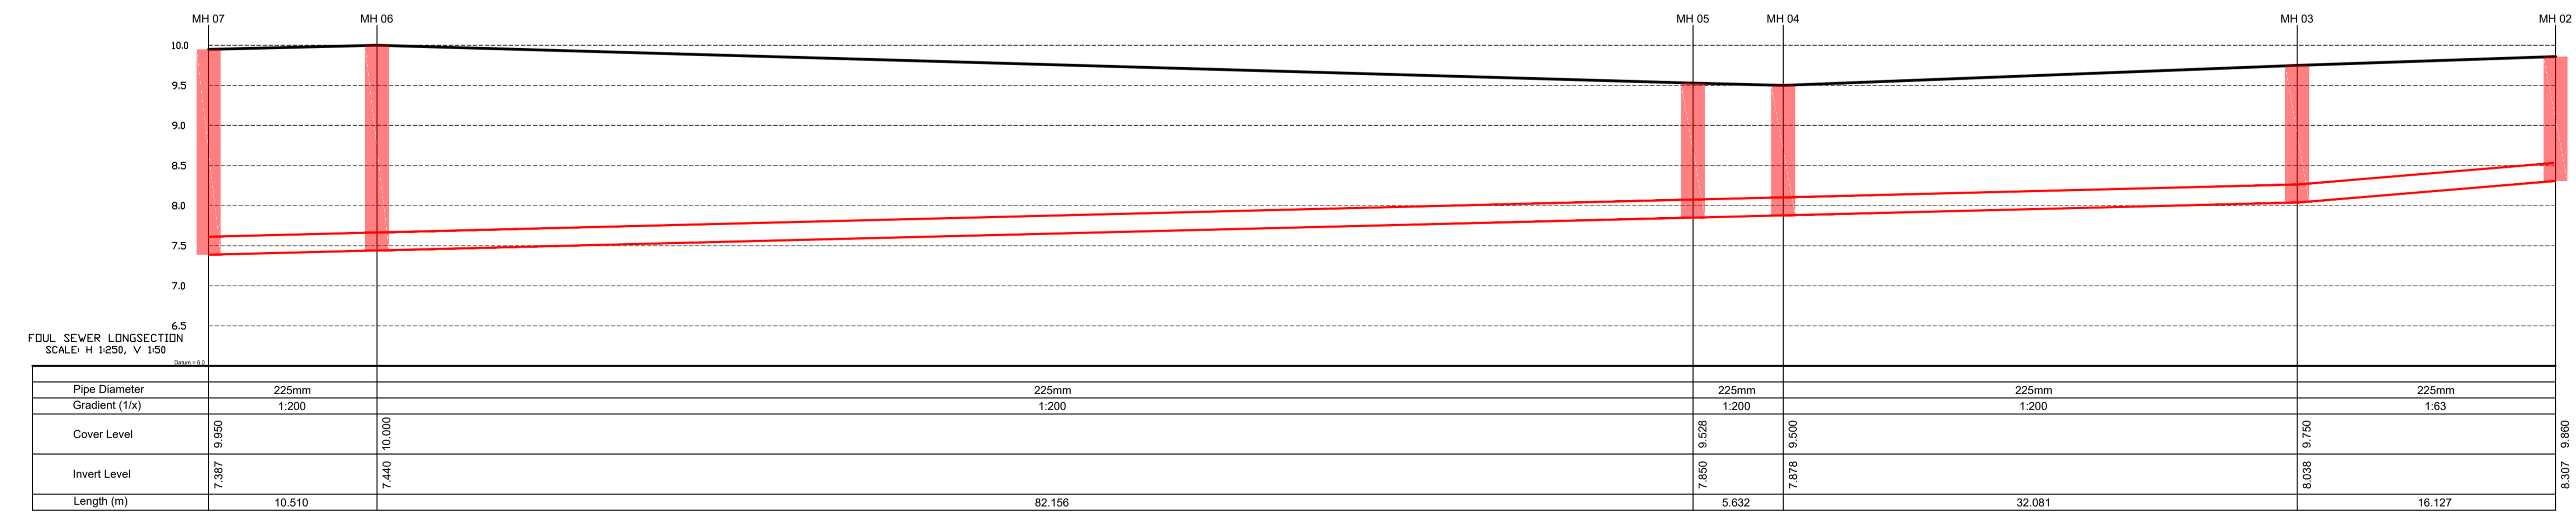 MH 07 MH 06 MH 05 MH 04 MH 03 MH 02
10.0
9.5
9.0
8.5
8.0
7.5
7.0
6.5
FOUL SEWER LONGSECTION
SCALE: H 1:250, V 1:50
Datum = 6.0
Pipe Diameter 225mm 225mm 225mm 225mm 225mm
Gradient (1/x) 1:200 1:200 1:200 1:200 1:63
Cover Level 9.950 10.000 9.528 9.500 9.750 9.860
Invert Level 7.387 7.440 7.850 7.878 8.038 8.307
Length (m) 10.510 82.156 5.632 32.081 16.127